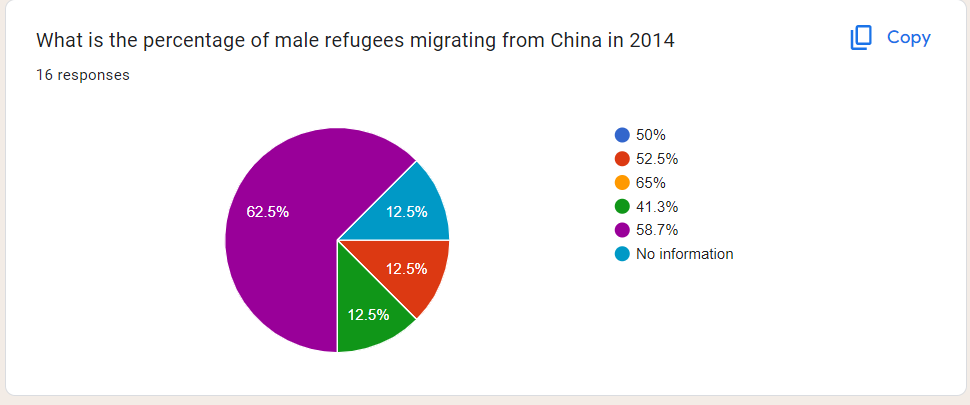 What is the percentage of male refugees migrating from China in 2014
Copy
16 responses
62.5%
12.5%
12.5%
12.5%
50%
52.5%
65%
41.3%
58.7%
No information